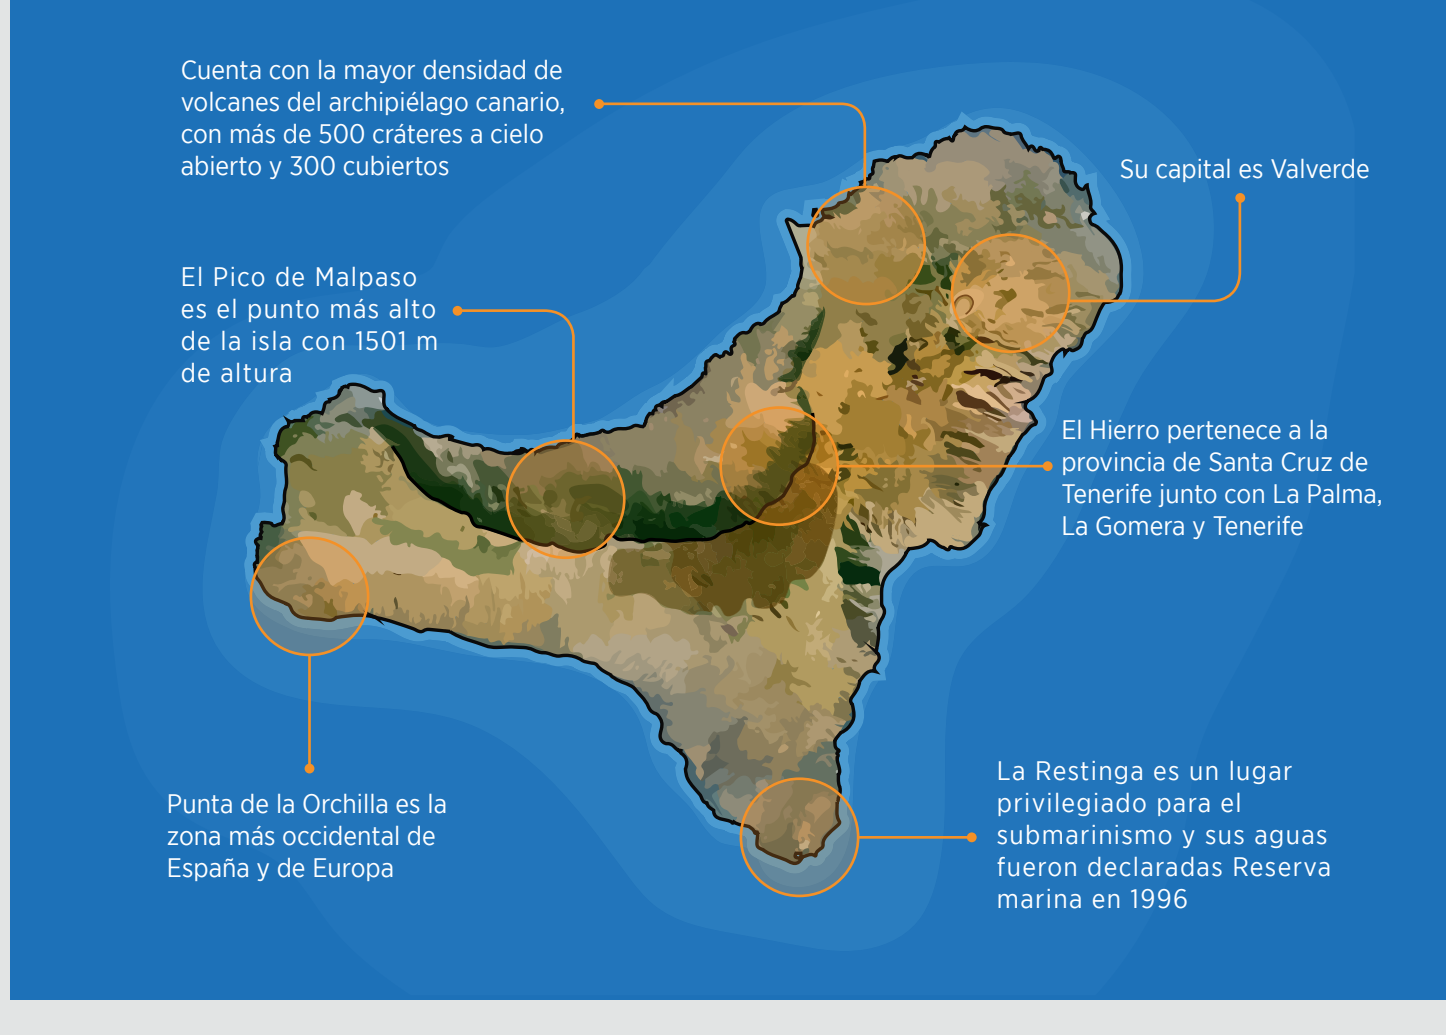 Cuenta con la mayor densidad de
volcanes del archipiélago canario,
con más de 500 cráteres a cielo
abierto y 300 cubiertos
Su capital es Valverde
El Pico de Malpaso
es el punto más alto
de la isla con 1501 m
de altura
El Hierro pertenece a la
provincia de Santa Cruz de
Tenerife junto con La Palma,
La Gomera y Tenerife
La Restinga es un lugar
privilegiado para el
submarinismo y sus aguas
fueron declaradas Reserva
marina en 1996
Punta de la Orchilla es la
zona más occidental de
España y de Europa